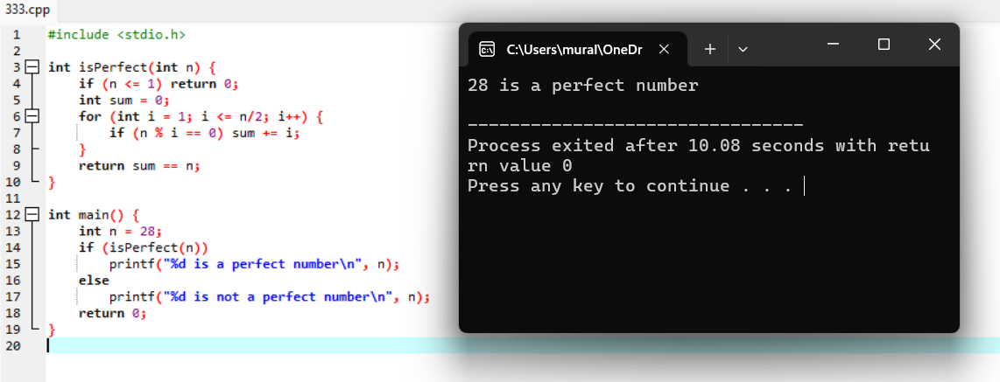 333.cpp
1 #include <stdio.h>
2
3 int isPerfect(int n) {
4 if (n <= 1) return 0;
5 int sum = 0;
6 for (int i = 1; i <= n/2; i++) {
7 if (n % i == 0) sum += i;
8 }
9 return sum == n;
10 }
11
12 int main() {
13 int n = 28;
14 if (isPerfect(n))
15 printf("%d is a perfect number\n", n);
16 else
17 printf("%d is not a perfect number\n", n);
18 return 0;
19 }
20
C:\Users\mural\OneDr
28 is a perfect number
--------------------------------
Process exited after 10.08 seconds with retu
rn value 0
Press any key to continue . . .